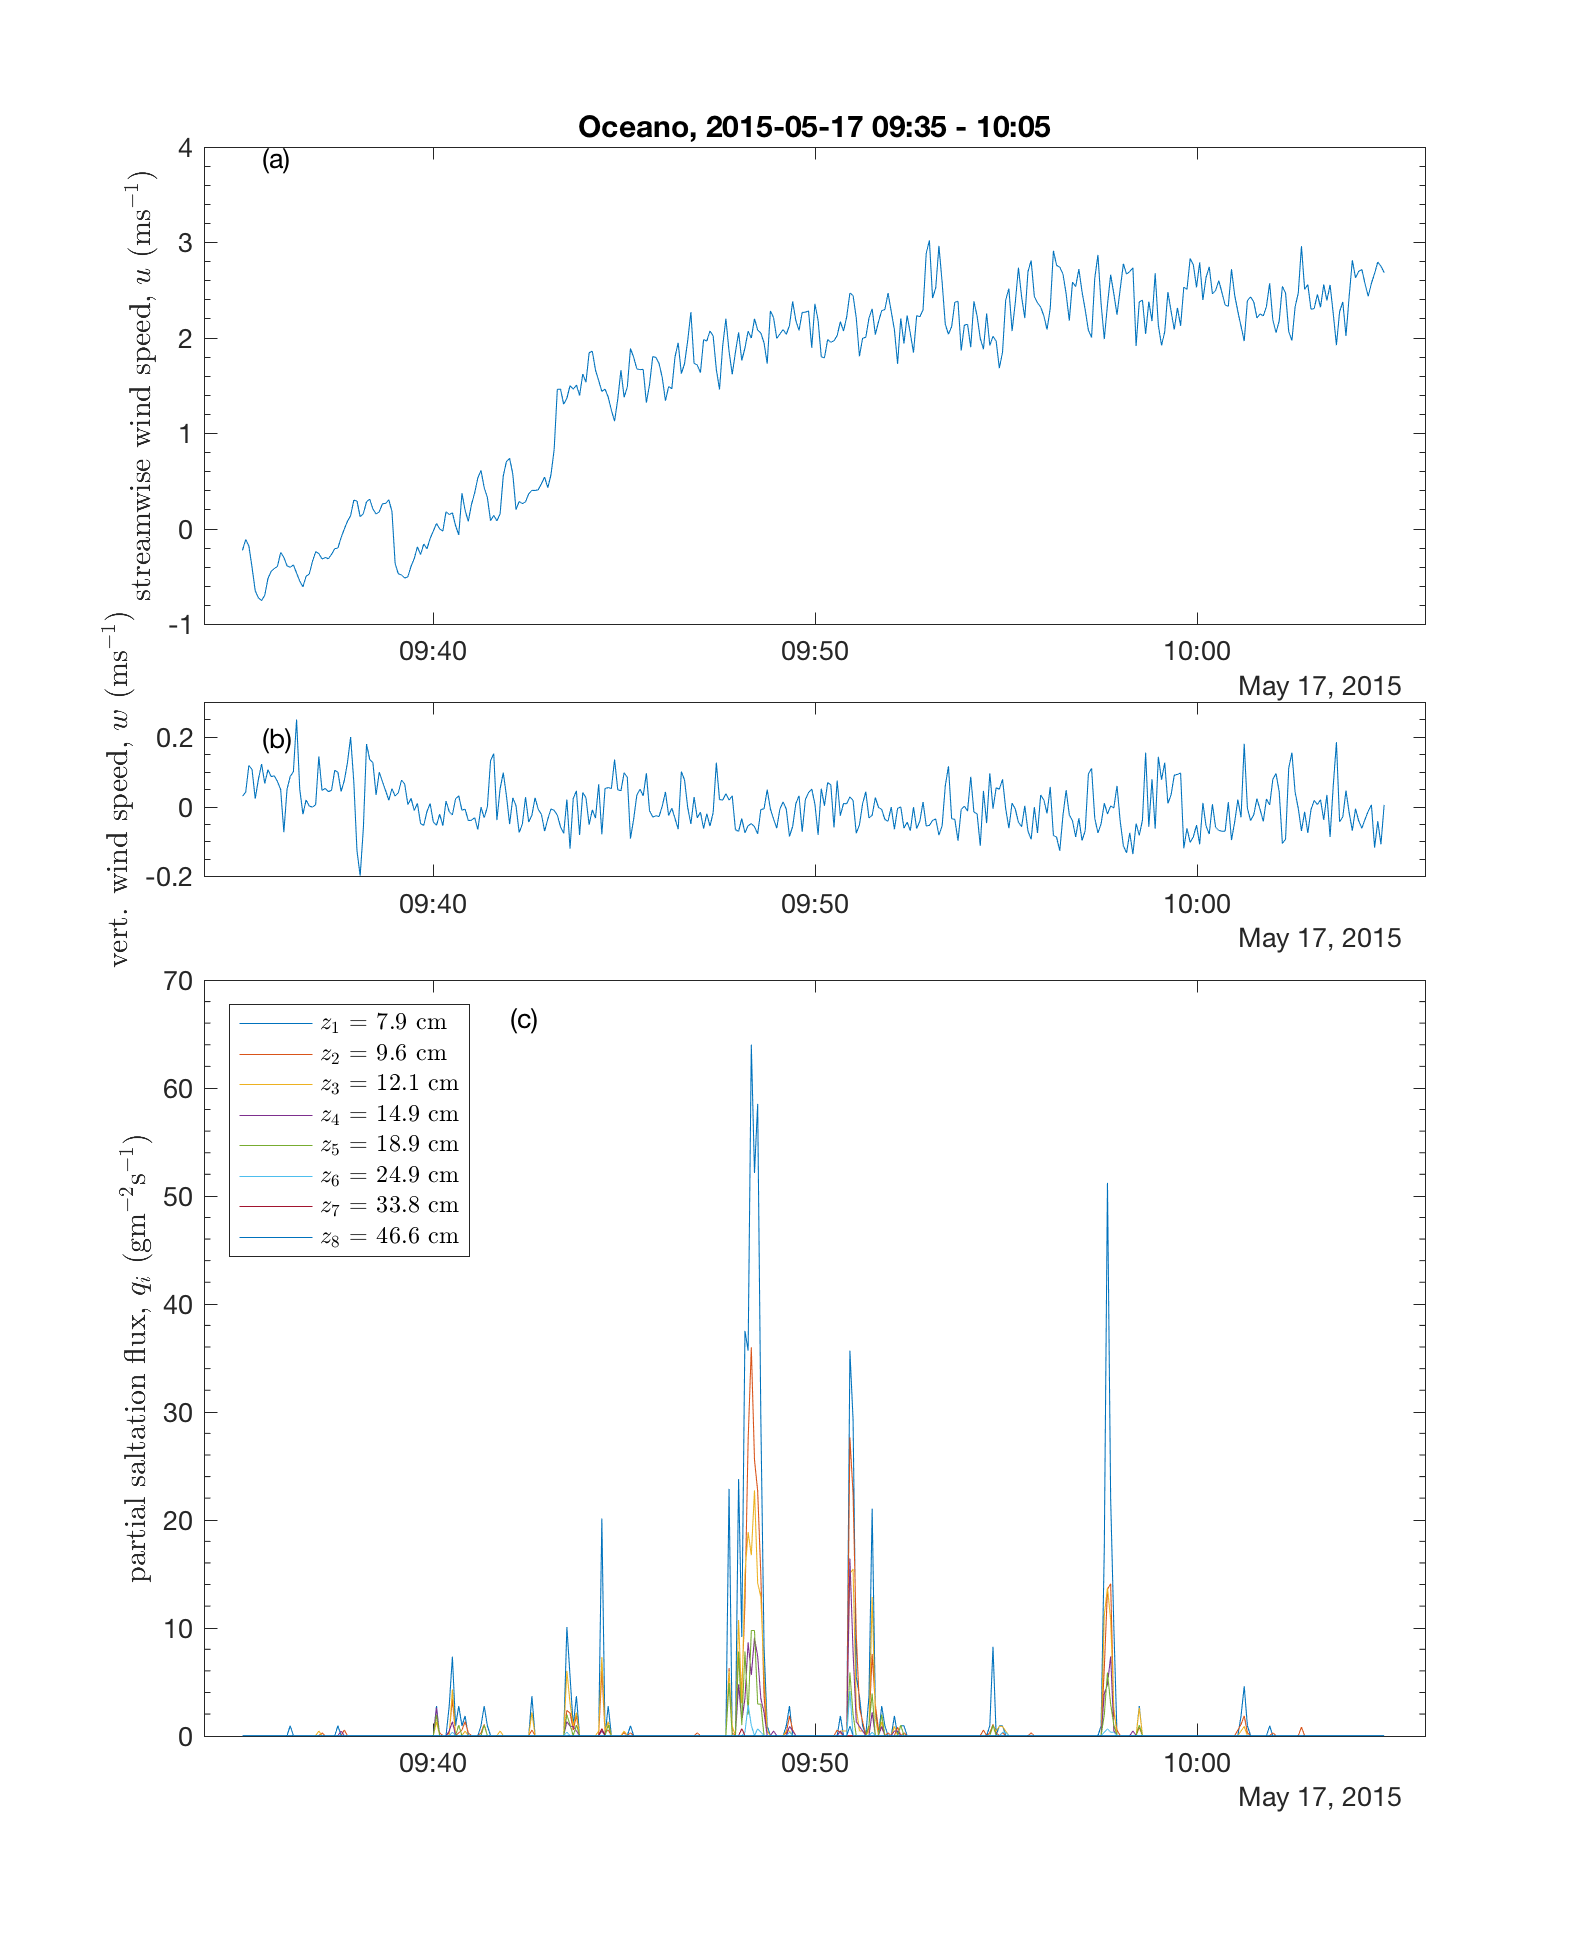 Oceano, 2015-05-17 09:35 - 10:05
(a)
streamwise wind speed, u (ms⁻¹)
4
3
2
1
0
-1
09:40 09:50 10:00
May 17, 2015
(b)
vert. wind speed, w (ms⁻¹)
0.2
0
-0.2
09:40 09:50 10:00
May 17, 2015
(c)
partial saltation flux, qᵢ (gm⁻²s⁻¹)
70
60
50
40
30
20
10
0
z₁ = 7.9 cm
z₂ = 9.6 cm
z₃ = 12.1 cm
z₄ = 14.9 cm
z₅ = 18.9 cm
z₆ = 24.9 cm
z₇ = 33.8 cm
z₈ = 46.6 cm
09:40 09:50 10:00
May 17, 2015